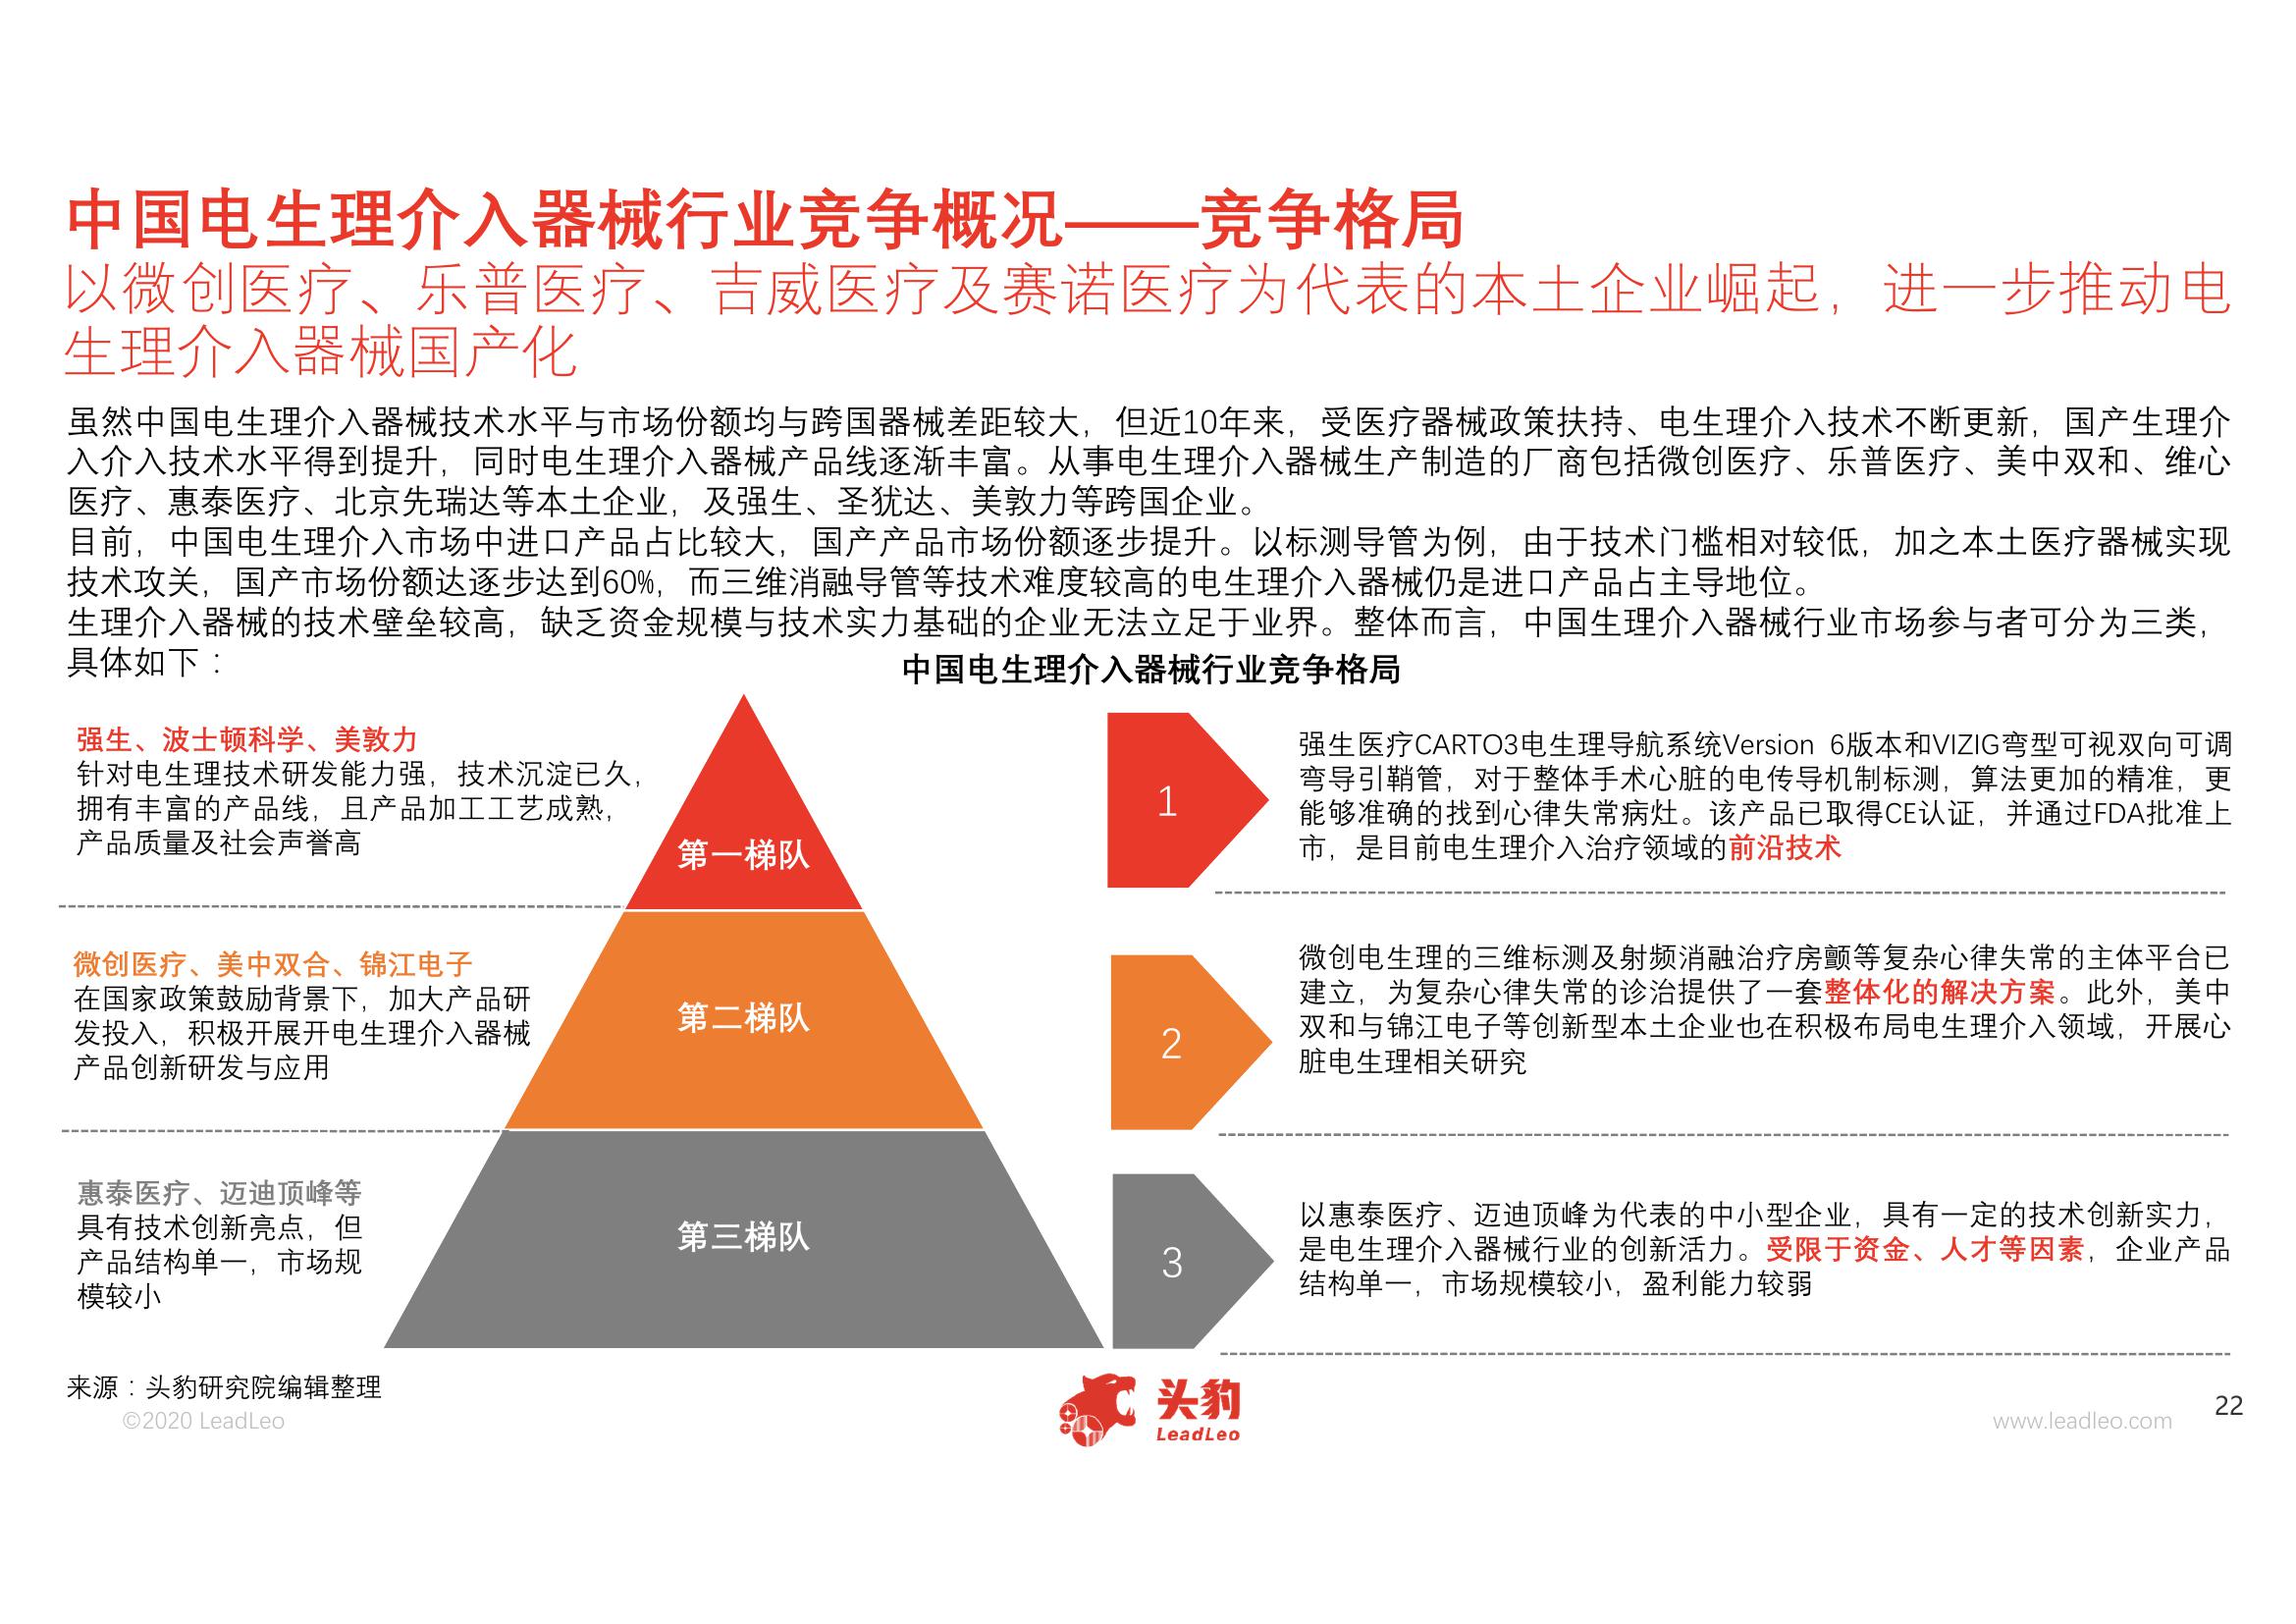 中国电生理介入器械行业竞争概况——竞争格局
以微创医疗、乐普医疗、吉威医疗及赛诺医疗为代表的本土企业崛起，进一步推动电
生理介入器械国产化
虽然中国电生理介入器械技术水平与市场份额均与跨国器械差距较大，但近10年来，受医疗器械政策扶持、电生理介入技术不断更新，国产生理介
入介入技术水平得到提升，同时电生理介入器械产品线逐渐丰富。从事电生理介入器械生产制造的厂商包括微创医疗、乐普医疗、美中双和、维心
医疗、惠泰医疗、北京先瑞达等本土企业，及强生、圣犹达、美敦力等跨国企业。
目前，中国电生理介入市场中进口产品占比较大，国产产品市场份额逐步提升。以标测导管为例，由于技术门槛相对较低，加之本土医疗器械实现
技术攻关，国产市场份额达逐步达到60%，而三维消融导管等技术难度较高的电生理介入器械仍是进口产品占主导地位。
生理介入器械的技术壁垒较高，缺乏资金规模与技术实力基础的企业无法立足于业界。整体而言，中国生理介入器械行业市场参与者可分为三类，
具体如下：
中国电生理介入器械行业竞争格局
强生、波士顿科学、美敦力
针对电生理技术研发能力强，技术沉淀已久，
拥有丰富的产品线，且产品加工工艺成熟，
产品质量及社会声誉高
第一梯队
1
强生医疗CARTO3电生理导航系统Version 6版本和VIZIG弯型可视双向可调
弯导引鞘管，对于整体手术心脏的电传导机制标测，算法更加的精准，更
能够准确的找到心律失常病灶。该产品已取得CE认证，并通过FDA批准上
市，是目前电生理介入治疗领域的前沿技术
微创医疗、美中双合、锦江电子
在国家政策鼓励背景下，加大产品研
发投入，积极开展开电生理介入器械
产品创新研发与应用
第二梯队
2
微创电生理的三维标测及射频消融治疗房颤等复杂心律失常的主体平台已
建立，为复杂心律失常的诊治提供了一套整体化的解决方案。此外，美中
双和与锦江电子等创新型本土企业也在积极布局电生理介入领域，开展心
脏电生理相关研究
惠泰医疗、迈迪顶峰等
具有技术创新亮点，但
产品结构单一，市场规
模较小
第三梯队
3
以惠泰医疗、迈迪顶峰为代表的中小型企业，具有一定的技术创新实力，
是电生理介入器械行业的创新活力。受限于资金、人才等因素，企业产品
结构单一，市场规模较小，盈利能力较弱
来源：头豹研究院编辑整理
©2020 LeadLeo
头豹
LeadLeo
www.leadleo.com
22